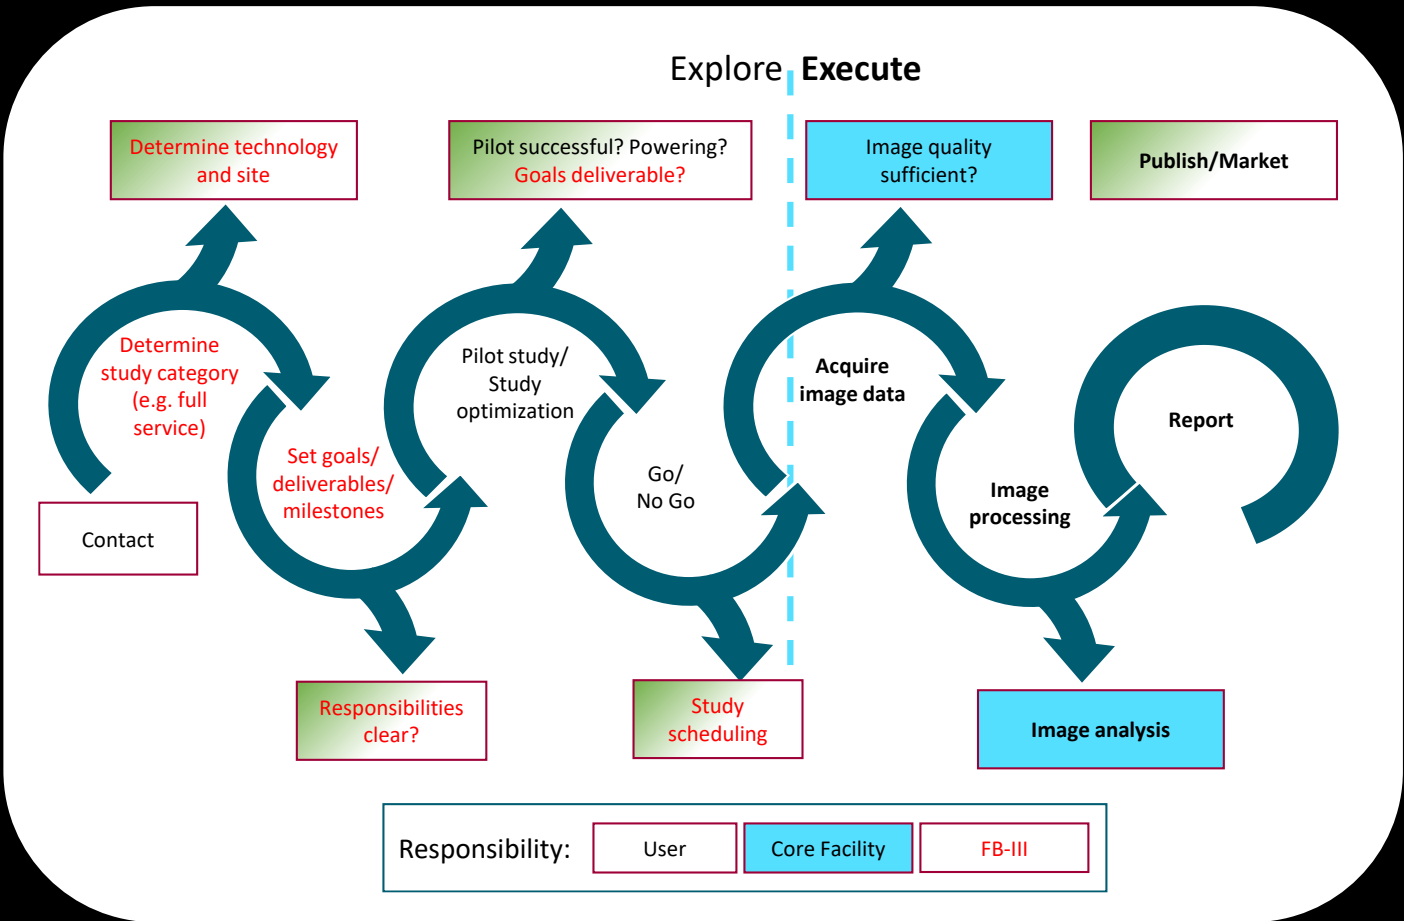 Explore Execute
Determine technology
and site
Pilot successful? Powering?
Goals deliverable?
Image quality
sufficient?
Publish/Market
Determine
study category
(e.g. full
service)
Set goals/
deliverables/
milestones
Pilot study/
Study
optimization
Go/
No Go
Acquire
image data
Image
processing
Report
Contact
Responsibilities
clear?
Study
scheduling
Image analysis
Responsibility:
User
Core Facility
FB-III